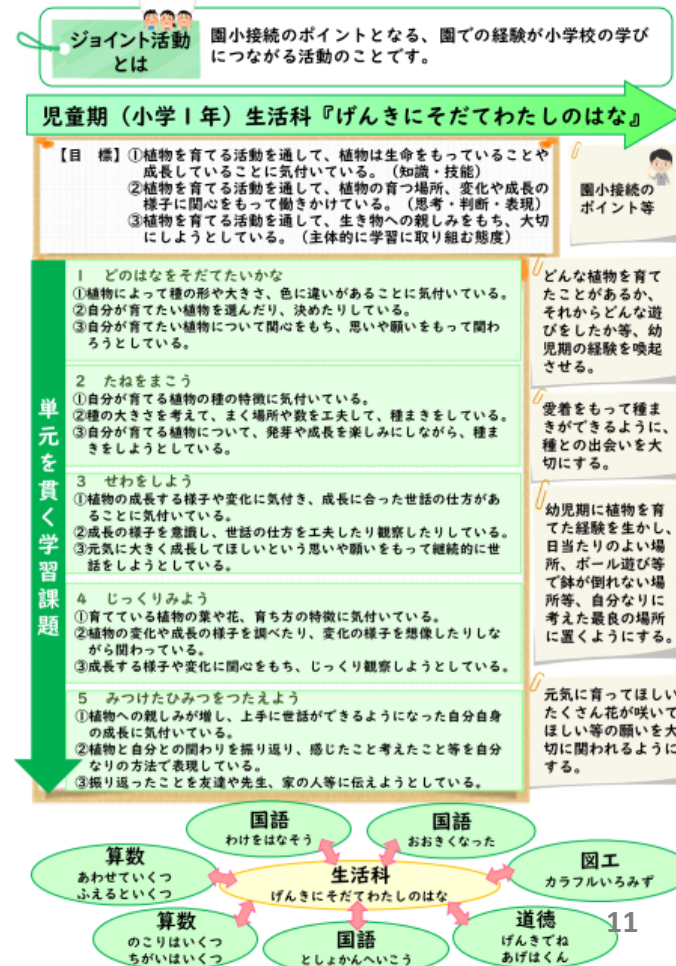 ジョイント活動
とは
園小接続のポイントとなる、園での経験が小学校の学び
につながる活動のことです。
児童期（小学１年）生活科『げんきにそだてわたしのはな』
【目　標】①植物を育てる活動を通して、植物は生命をもっていることや
成長していることに気付いている。（知識・技能）
②植物を育てる活動を通して、植物の育つ場所、変化や成長の
様子に関心をもって働きかけている。（思考・判断・表現）
③植物を育てる活動を通して、生き物への親しみをもち、大切
にしようとしている。（主体的に学習に取り組む態度）
園小接続の
ポイント等
単元を貫く学習課題
１　どのはなをそだてたいかな
①植物によって種の形や大きさ、色に違いがあることに気付いている。
②自分が育てたい植物を選んだり、決めたりしている。
③自分が育てたい植物について関心をもち、思いや願いをもって関わ
ろうとしている。
どんな植物を育て
たことがあるか、
それからどんな遊
びをしたか等、幼
児期の経験を喚起
させる。
２　たねをまこう
①自分が育てる植物の種の特徴に気付いている。
②種の大きさを考えて、まく場所や数を工夫して、種まきをしている。
③自分が育てる植物について、発芽や成長を楽しみにしながら、種ま
きをしようとしている。
愛着をもって種ま
きができるように、
種との出会いを大
切にする。
３　せわをしよう
①植物の成長する様子や変化に気付き、成長に合った世話の仕方があ
ることに気付いている。
②成長の様子を意識し、世話の仕方を工夫したり観察したりしている。
③元気に大きく成長してほしいという思いや願いをもって継続的に世
話をしようとしている。
幼児期に植物を育
てた経験を生かし、
日当たりのよい場
所、ボール遊び等
で鉢が倒れない場
所等、自分なりに
考えた最良の場所
に置くようにする。
４　じっくりみよう
①育てている植物の葉や花、育ち方の特徴に気付いている。
②植物の変化や成長の様子を調べたり、変化の様子を想像したりしな
がら関わっている。
③成長する様子や変化に関心をもち、じっくり観察しようとしている。
５　みつけたひみつをつたえよう
①植物への親しみが増し、上手に世話ができるようになった自分自身
の成長に気付いている。
②植物と自分との関わりを振り返り、感じたこと考えたこと等を自分
なりの方法で表現している。
③振り返ったことを友達や先生、家の人等に伝えようとしている。
元気に育ってほしい
たくさん花が咲いて
ほしい等の願いを大
切に関われるように
する。
国語
わけをはなそう
国語
おおきくなった
算数
あわせていくつ
ふえるといくつ
生活科
げんきにそだてわたしのはな
図工
カラフルいろみず
算数
のこりはいくつ
ちがいはいくつ
国語
としょかんへいこう
道徳
げんきでね
あげはくん
11